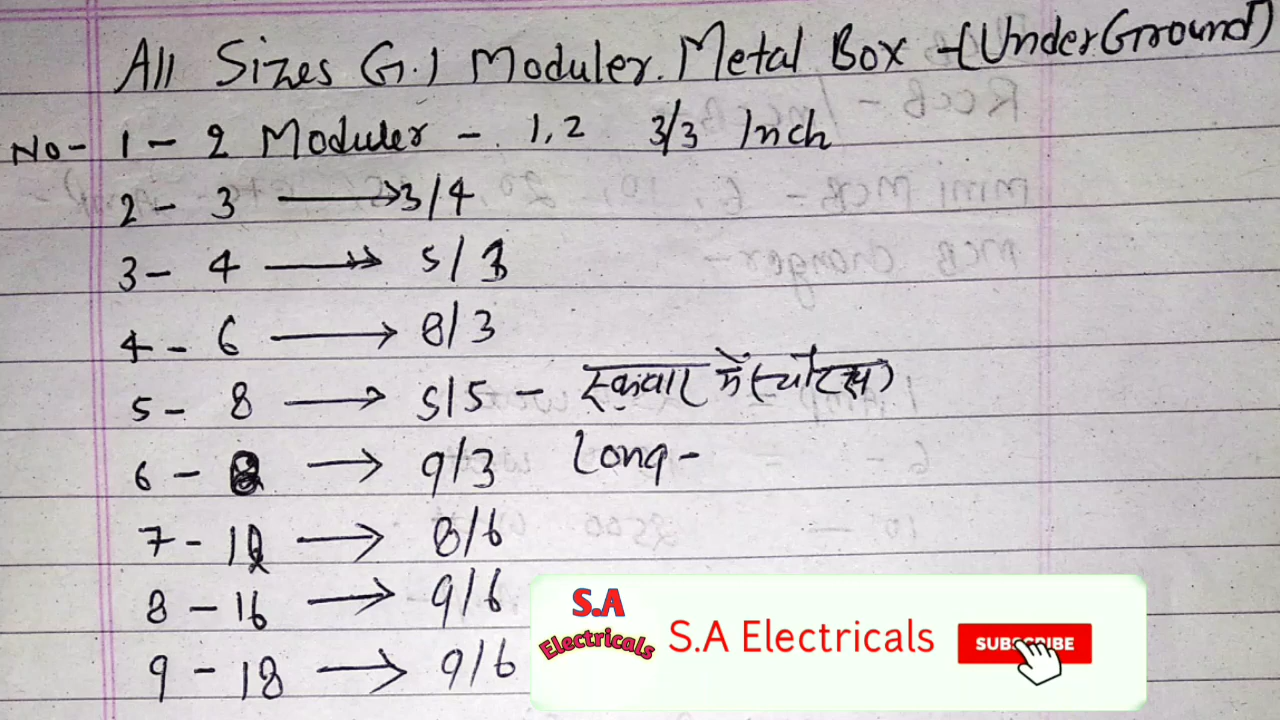 All Sizes G.I Moduler. Metal Box - (UnderGround)
No- 1 - 2 Moduler - 1,2 3/3 Inch
2 - 3 → 3/4
3 - 4 → 5/3
4 - 6 → 8/3
5 - 8 → 5/5 - में
6 - 8 → 9/3 Long -
7 - 12 → 8/6
8 - 16 → 9/6
9 - 18 → 9/6
S.A
Electricals
S.A Electricals
SUBSCRIBE